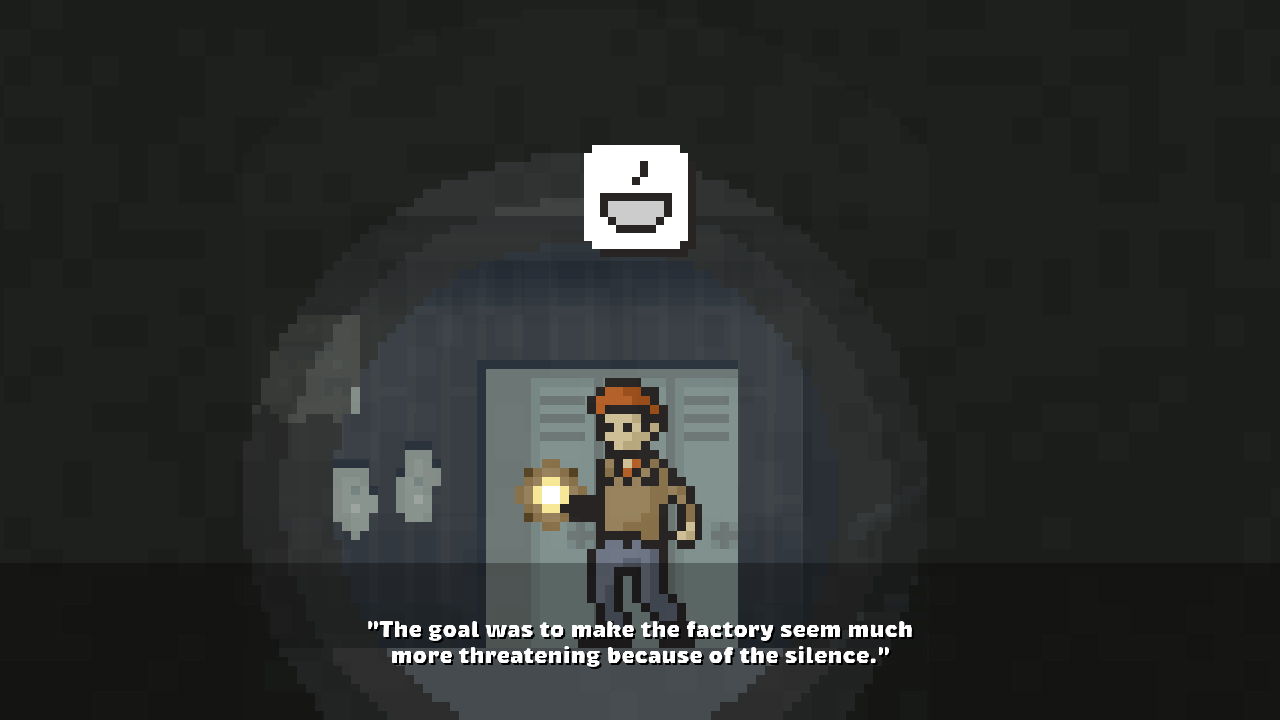 "The goal was to make the factory seem much
more threatening because of the silence."